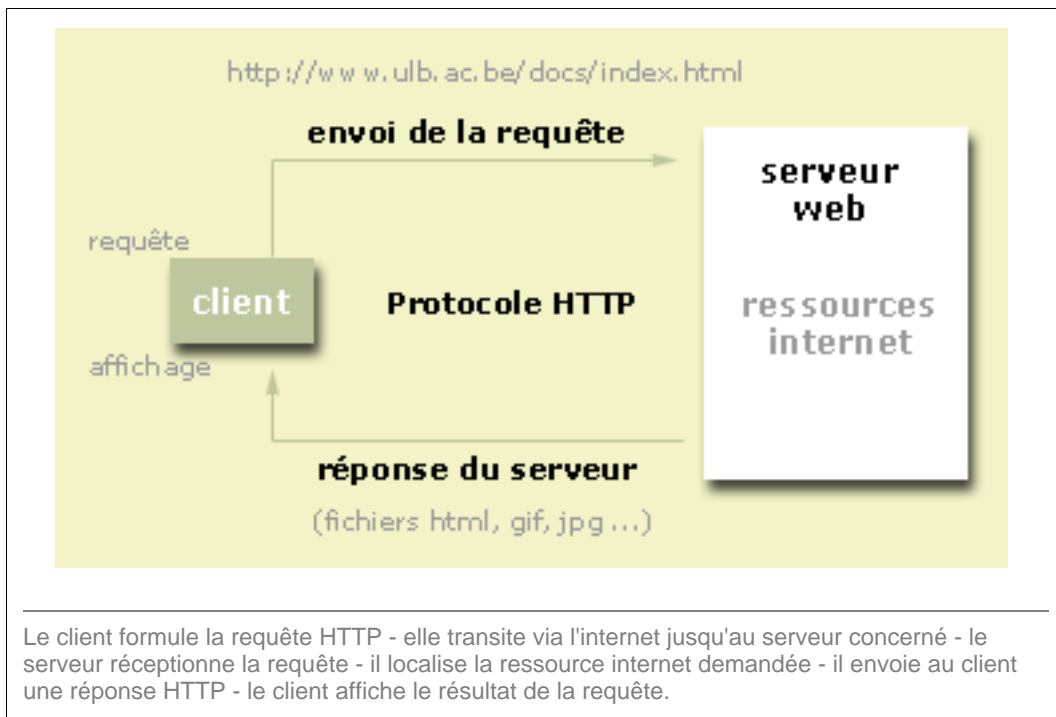 http://www.ulb.ac.be/docs/index.html
envoi de la requête
serveur
web
requête
client
Protocole HTTP
ressources
internet
affichage
réponse du serveur
(fichiers html, gif, jpg ...)
Le client formule la requête HTTP - elle transite via l'internet jusqu'au serveur concerné - le
serveur réceptionne la requête - il localise la ressource internet demandée - il envoie au client
une réponse HTTP - le client affiche le résultat de la requête.